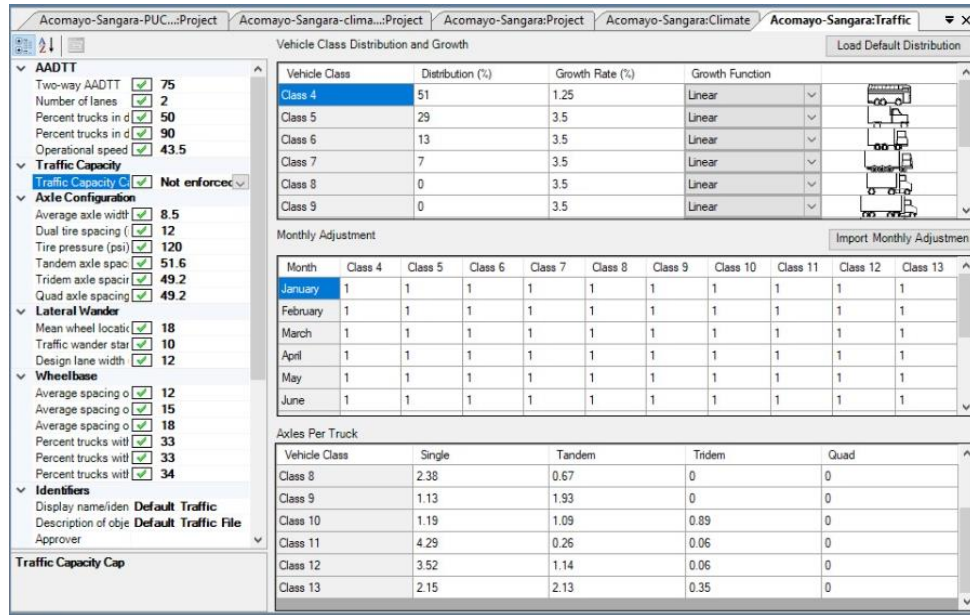 Acomayo-Sangara-PUC...:Project Acomayo-Sangara-clima...:Project Acomayo-Sangara:Project Acomayo-Sangara:Climate Acomayo-Sangara:Traffic
AADTT
Two-way AADTT 75
Number of lanes 2
Percent trucks in d 50
Percent trucks in d 90
Operational speed 43.5
Traffic Capacity
Traffic Capacity C Not enforced
Axle Configuration
Average axle width 8.5
Dual tire spacing ( 12
Tire pressure (psi) 120
Tandem axle spac 51.6
Tridem axle spacin 49.2
Quad axle spacing 49.2
Lateral Wander
Mean wheel locatic 18
Traffic wander star 10
Design lane width 12
Wheelbase
Average spacing o 12
Average spacing o 15
Average spacing o 18
Percent trucks with 33
Percent trucks with 33
Percent trucks with 34
Identifiers
Display name/iden Default Traffic
Description of obje Default Traffic File
Approver
Traffic Capacity Cap
Vehicle Class Distribution and Growth Load Default Distribution
Vehicle Class Distribution (%) Growth Rate (%) Growth Function
Class 4 51 1.25 Linear
Class 5 29 3.5 Linear
Class 6 13 3.5 Linear
Class 7 7 3.5 Linear
Class 8 0 3.5 Linear
Class 9 0 3.5 Linear
Monthly Adjustment Import Monthly Adjustmen
Month Class 4 Class 5 Class 6 Class 7 Class 8 Class 9 Class 10 Class 11 Class 12 Class 13
January 1 1 1 1 1 1 1 1 1 1
February 1 1 1 1 1 1 1 1 1 1
March 1 1 1 1 1 1 1 1 1 1
April 1 1 1 1 1 1 1 1 1 1
May 1 1 1 1 1 1 1 1 1 1
June 1 1 1 1 1 1 1 1 1 1
Axles Per Truck
Vehicle Class Single Tandem Tridem Quad
Class 8 2.38 0.67 0 0
Class 9 1.13 1.93 0 0
Class 10 1.19 1.09 0.89 0
Class 11 4.29 0.26 0.06 0
Class 12 3.52 1.14 0.06 0
Class 13 2.15 2.13 0.35 0